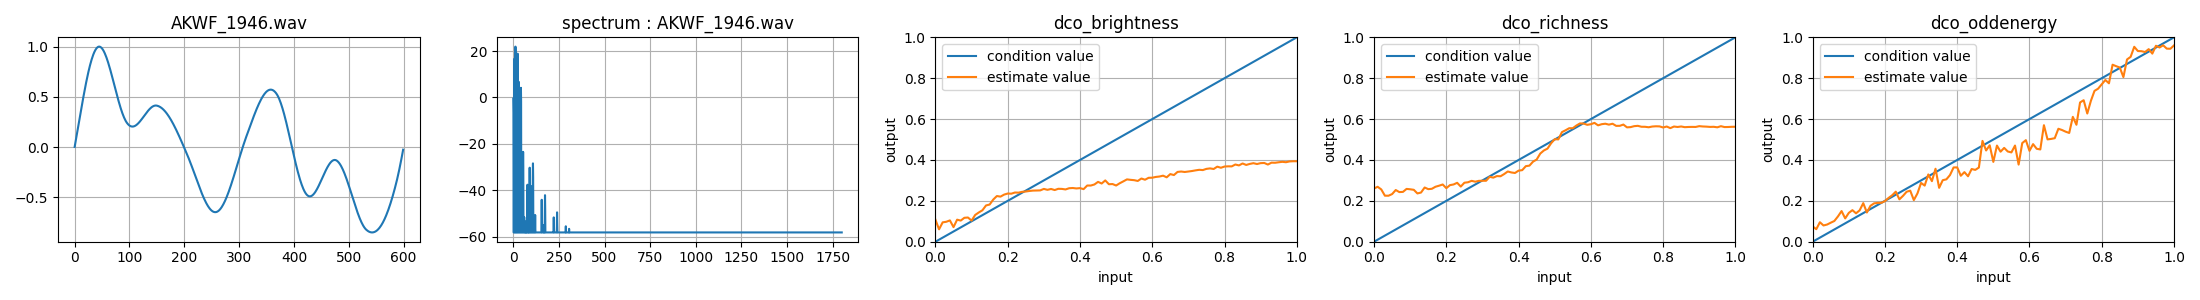 AKWF_1946.wav
1.0
0.5
0.0
−0.5
0 100 200 300 400 500 600
spectrum : AKWF_1946.wav
20
0
−20
−40
−60
0 250 500 750 1000 1250 1500 1750
dco_brightness
condition value
estimate value
output
1.0
0.8
0.6
0.4
0.2
0.0
0.0 0.2 0.4 0.6 0.8 1.0
input
dco_richness
condition value
estimate value
output
1.0
0.8
0.6
0.4
0.2
0.0
0.0 0.2 0.4 0.6 0.8 1.0
input
dco_oddenergy
condition value
estimate value
output
1.0
0.8
0.6
0.4
0.2
0.0
0.0 0.2 0.4 0.6 0.8 1.0
input